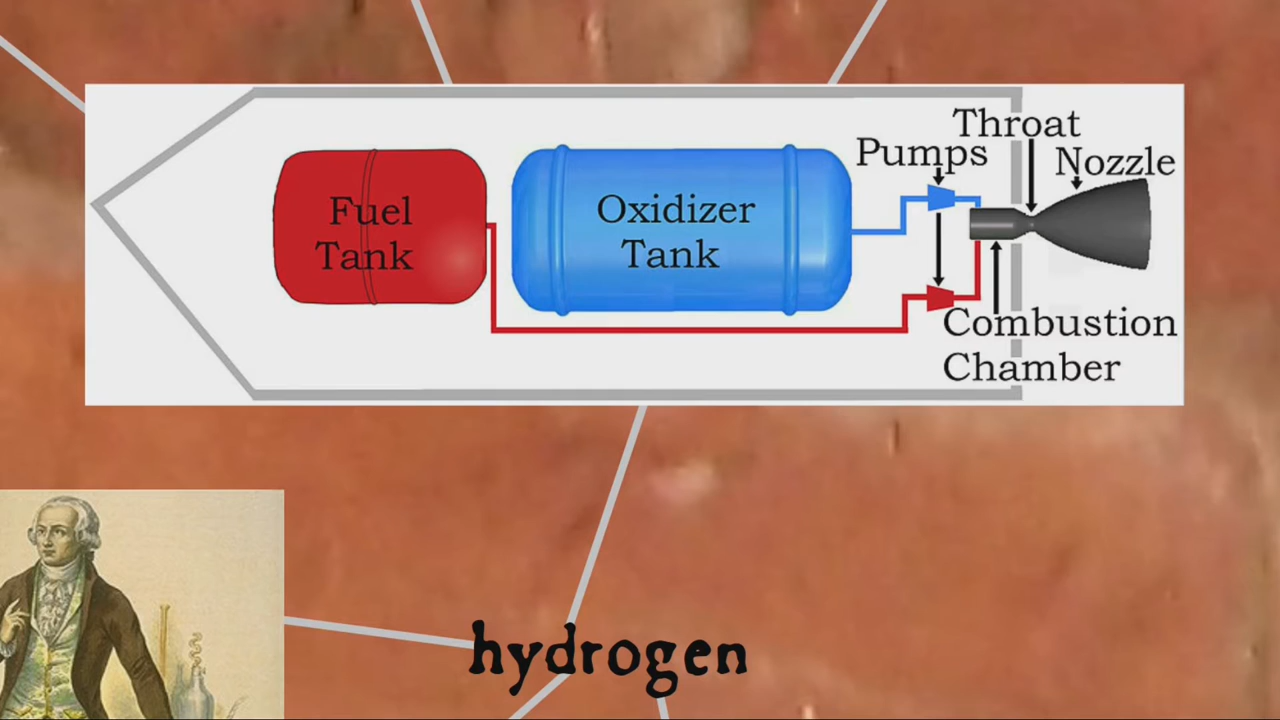 Throat
Pumps
Nozzle
Fuel
Tank
Oxidizer
Tank
Combustion
Chamber
hydrogen